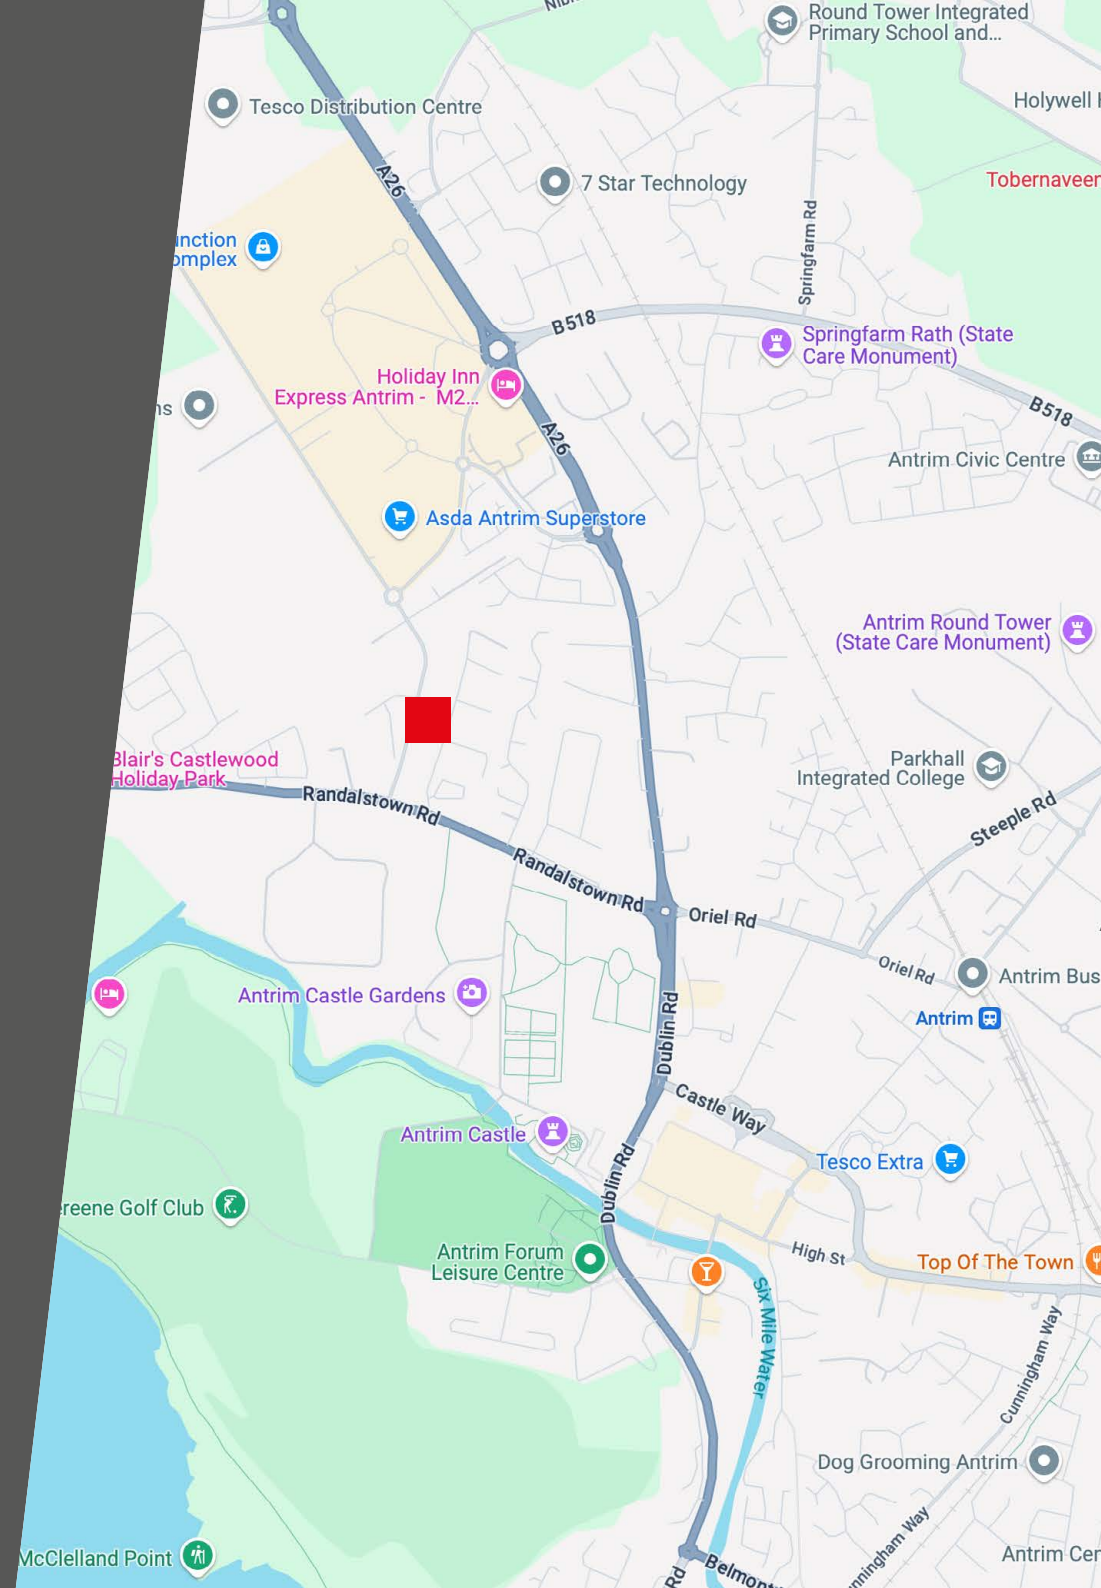 Round Tower Integrated
Primary School and...
Tesco Distribution Centre
Holywell
A26
7 Star Technology
Tobernaveen
Springfarm Rd
B518
Springfarm Rath (State
Care Monument)
Holiday Inn
Express Antrim - M2...
B518
A26
Antrim Civic Centre
Asda Antrim Superstore
Antrim Round Tower
(State Care Monument)
Blair's Castlewood
Holiday Park
Parkhall
Integrated College
Randalstown Rd
Steeple Rd
Randalstown Rd
Oriel Rd
Oriel Rd
Antrim Bus
Antrim Castle Gardens
Antrim
Dublin Rd
Castle Way
Antrim Castle
Tesco Extra
Dublin Rd
ereene Golf Club
High St
Antrim Forum
Leisure Centre
Top Of The Town
Six Mile Water
Cunningham Way
Dog Grooming Antrim
nningham Way
McClelland Point
Antrim Cen
Rd
Belmont